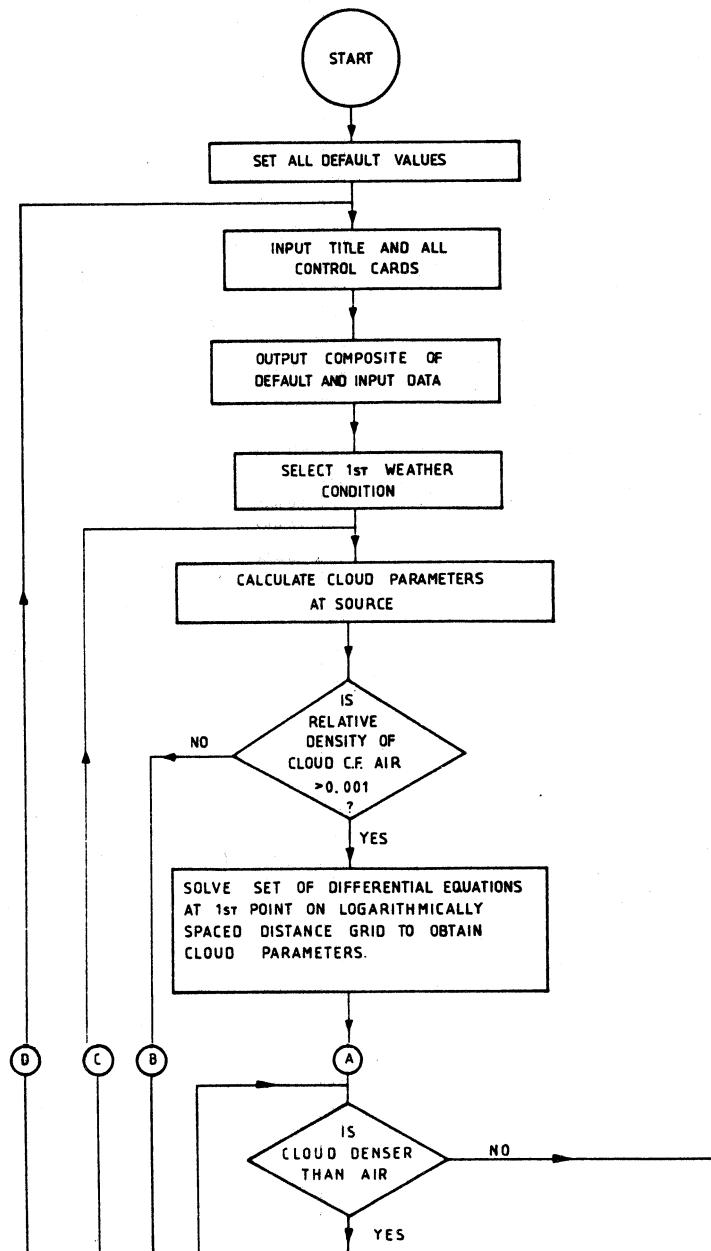 START
SET ALL DEFAULT VALUES
INPUT TITLE AND ALL
CONTROL CARDS
OUTPUT COMPOSITE OF
DEFAULT AND INPUT DATA
SELECT 1ST WEATHER
CONDITION
CALCULATE CLOUD PARAMETERS
AT SOURCE
IS
RELATIVE
DENSITY OF
CLOUD C.F. AIR
>0.001
?
NO
YES
SOLVE SET OF DIFFERENTIAL EQUATIONS
AT 1ST POINT ON LOGARITHMICALLY
SPACED DISTANCE GRID TO OBTAIN
CLOUD PARAMETERS.
D
C
B
A
IS
CLOUD DENSER
THAN AIR
NO
YES